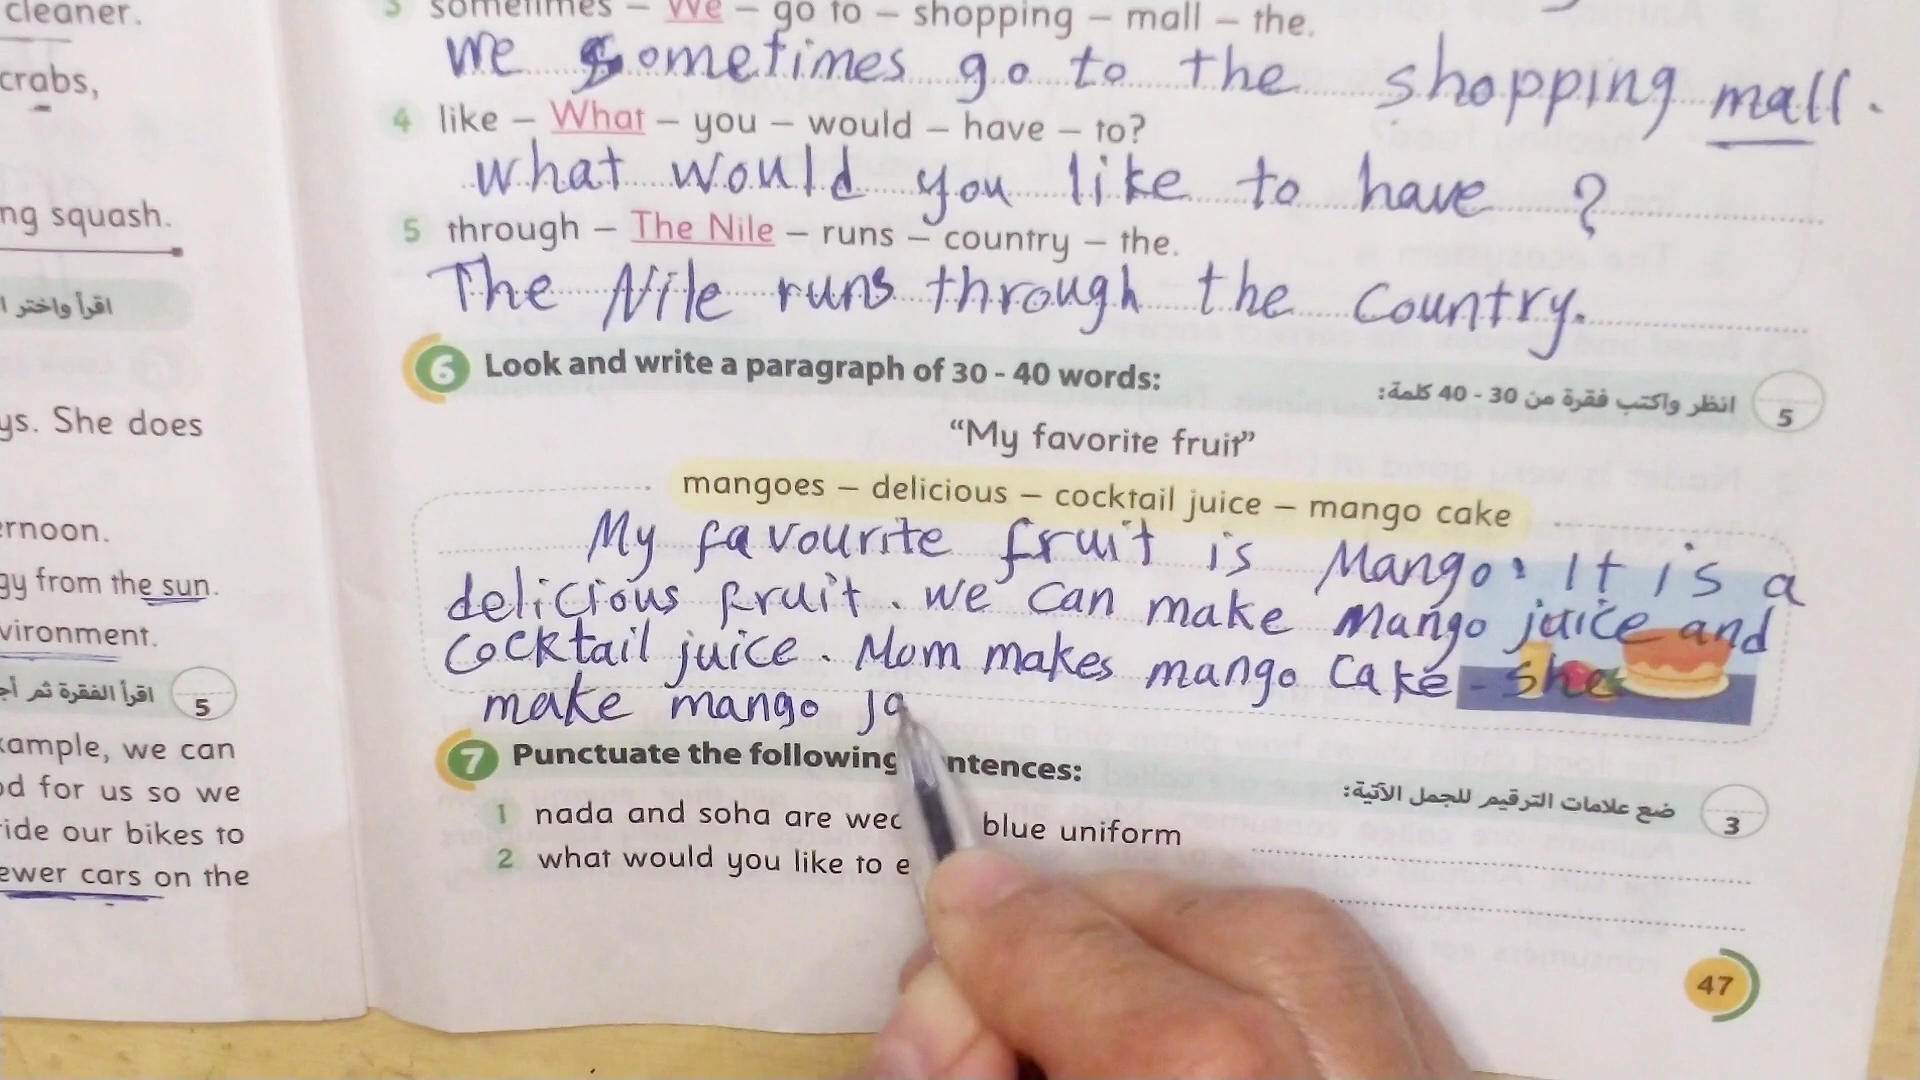 cleaner.
crabs,
ng squash.
اقرأ واختر ا
ys. She does
ernoon.
gy from the sun.
vironment.
اقرأ الفقرة ثم أج
5
xample, we can
od for us so we
ride our bikes to
ewer cars on the
3 sometimes – We – go to – shopping – mall – the.
We sometimes go to the shopping mall.
4 like – What – you – would – have – to?
what would you like to have ?
5 through – The Nile – runs – country – the.
The Nile runs through the country.
6 Look and write a paragraph of 30 - 40 words:
انظر واكتب فقرة من 30 - 40 كلمة:
5
“My favorite fruit”
mangoes – delicious – cocktail juice – mango cake
My favourite fruit is Mango. It is a
delicious fruit. we can make Mango juice and
cocktail juice. Mom makes mango cake - she
make mango ja
7 Punctuate the following ntences:
ضع علامات الترقيم للجمل الآتية:
3
1 nada and soha are wea blue uniform
2 what would you like to e
47